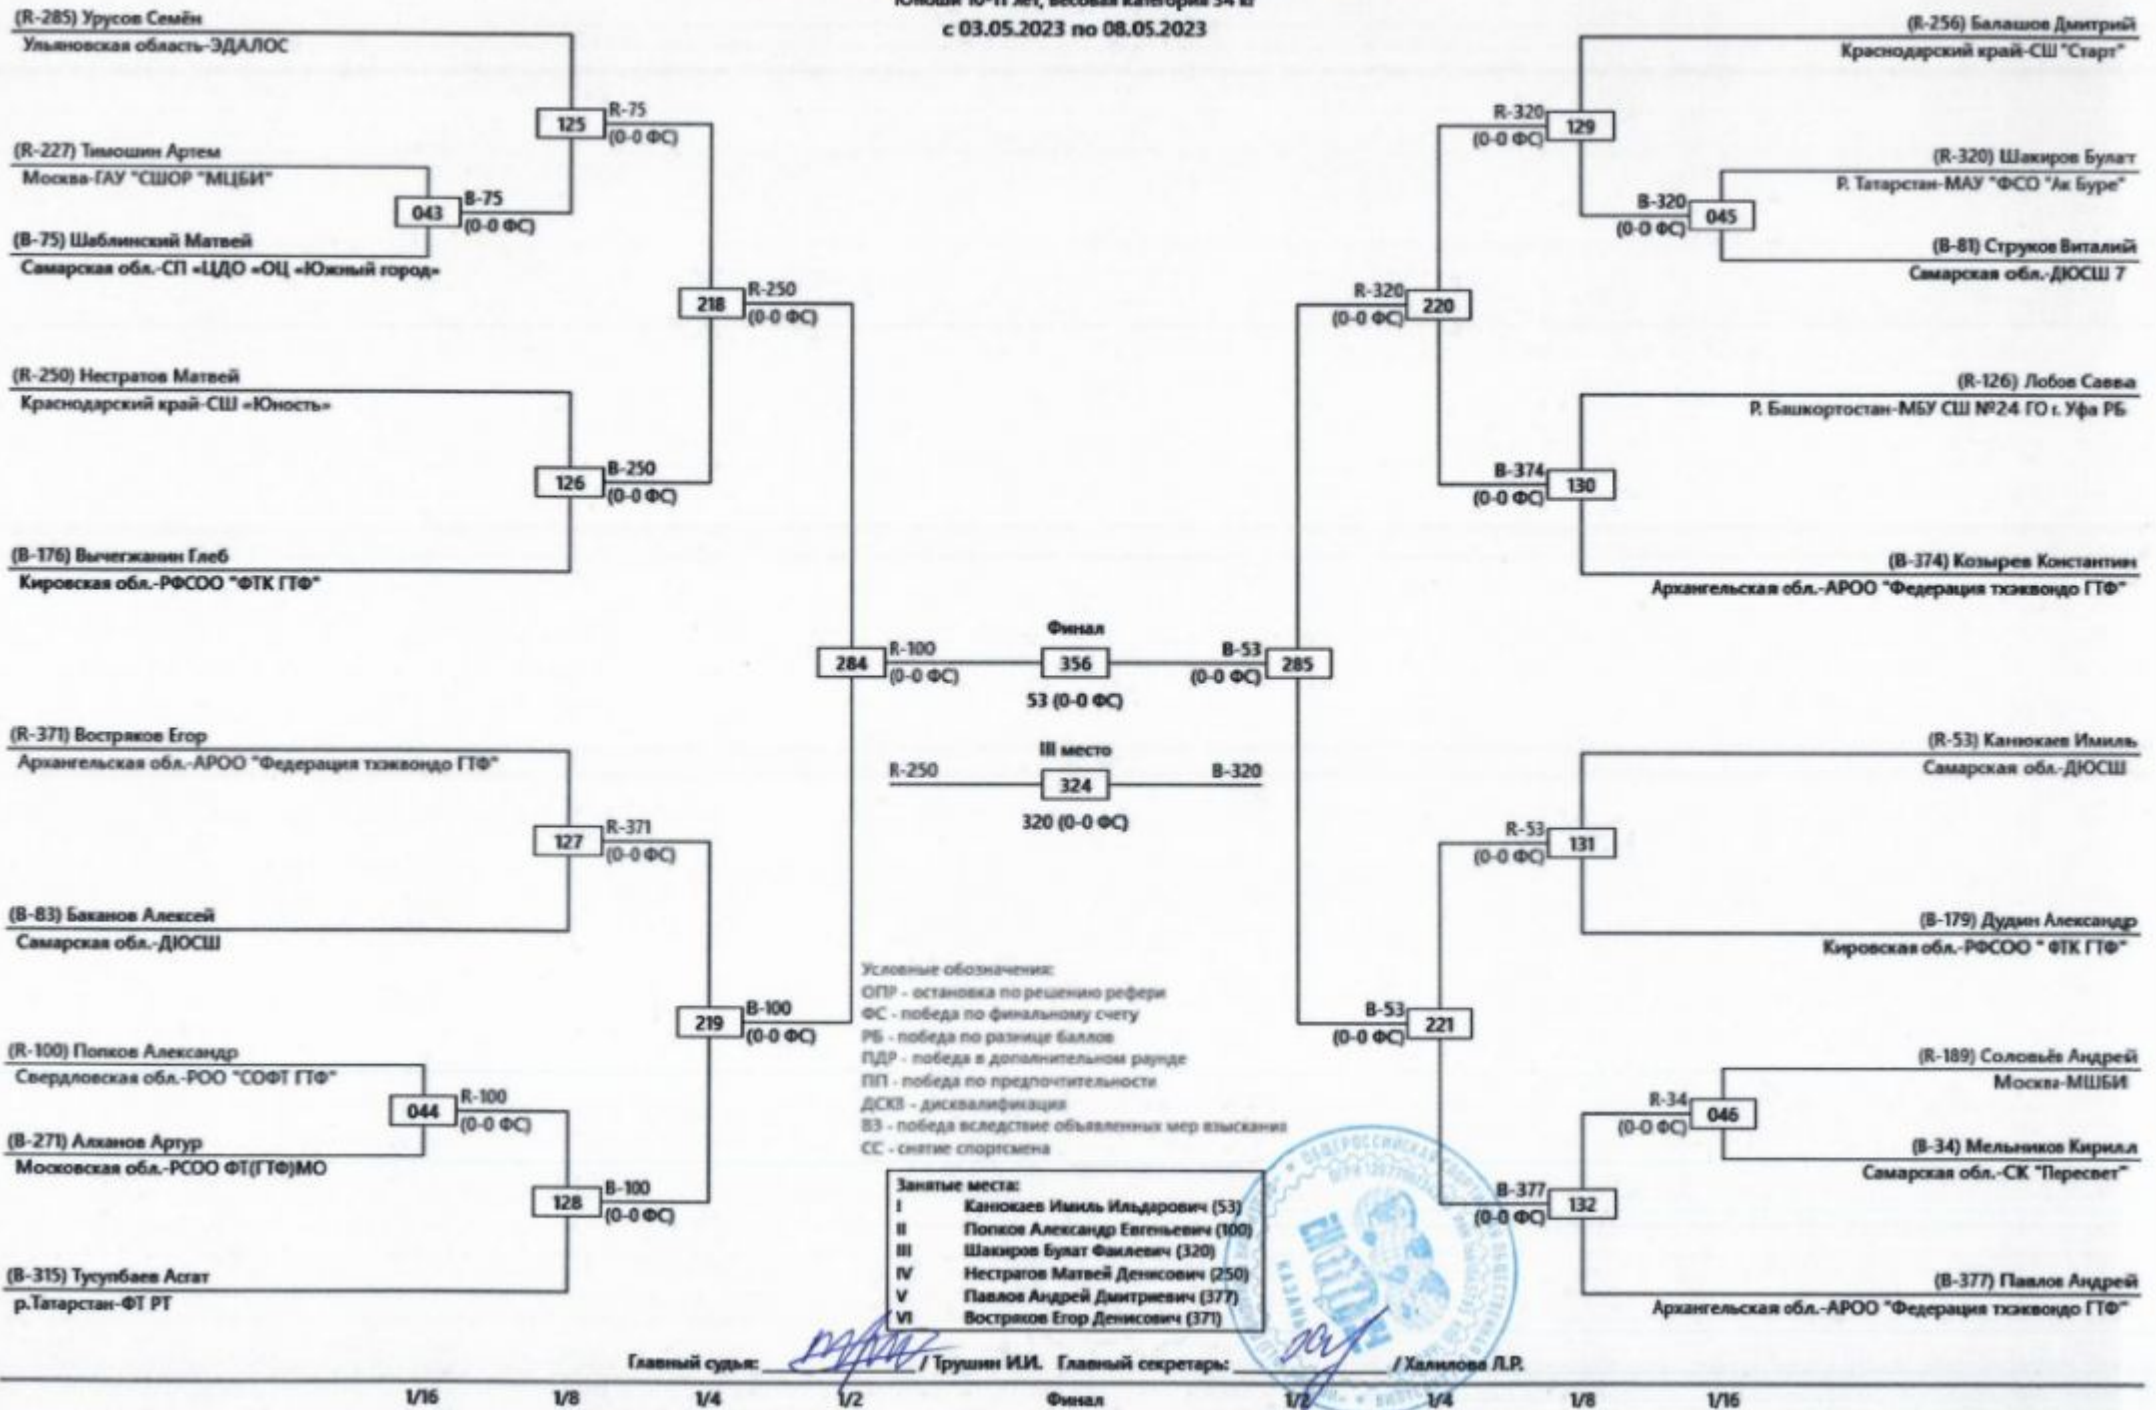 с 03.05.2023 по 08.05.2023
(R-285) Урусов Семён
Ульяновская область-ЭДАЛОС
125
R-75
(0-0 ФС)
(R-227) Тимошин Артем
Москва-ГАУ "СШОР "МЦБИ"
043
B-75
(0-0 ФС)
(B-75) Шаблинский Матвей
Самарская обл.-СП «ЦДО «ОЦ «Южный город»
218
R-250
(0-0 ФС)
(R-250) Нестратов Матвей
Краснодарский край-СШ «Юность»
126
B-250
(0-0 ФС)
(B-176) Вычегжанин Глеб
Кировская обл.-РФСОО "ФТК ГТФ"
284
R-100
(0-0 ФС)
(R-371) Востряков Егор
Архангельская обл.-АРОО "Федерация тхэквондо ГТФ"
127
R-371
(0-0 ФС)
(B-83) Баканов Алексей
Самарская обл.-ДЮСШ
219
B-100
(0-0 ФС)
(R-100) Попков Александр
Свердловская обл.-РОО "СОФТ ГТФ"
044
R-100
(0-0 ФС)
(B-271) Алханов Артур
Московская обл.-РСОО ФТ(ГТФ)МО
128
B-100
(0-0 ФС)
(B-315) Тусупбаев Асгат
р.Татарстан-ФТ РТ
Финал
356
53 (0-0 ФС)
III место
R-250
324
B-320
320 (0-0 ФС)
(R-256) Балашов Дмитрий
Краснодарский край-СШ "Старт"
R-320
(0-0 ФС)
129
(R-320) Шакиров Булат
Р. Татарстан-МАУ "ФСО "Ак Буре"
B-320
(0-0 ФС)
045
(B-81) Струков Виталий
Самарская обл.-ДЮСШ 7
R-320
(0-0 ФС)
220
(R-126) Лобов Савва
Р. Башкортостан-МБУ СШ №24 ГО г. Уфа РБ
B-374
(0-0 ФС)
130
(B-374) Козырев Константин
Архангельская обл.-АРОО "Федерация тхэквондо ГТФ"
B-53
(0-0 ФС)
285
(R-53) Канюкаев Имиль
Самарская обл.-ДЮСШ
R-53
(0-0 ФС)
131
(B-179) Дудин Александр
Кировская обл.-РФСОО " ФТК ГТФ"
B-53
(0-0 ФС)
221
(R-189) Соловьёв Андрей
Москва-МШБИ
R-34
(0-0 ФС)
046
(B-34) Мельников Кирилл
Самарская обл.-СК "Пересвет"
B-377
(0-0 ФС)
132
(B-377) Павлов Андрей
Архангельская обл.-АРОО "Федерация тхэквондо ГТФ"
Условные обозначения:
ОПР - остановка по решению рефери
ФС - победа по финальному счету
РБ - победа по разнице баллов
ПДР - победа в дополнительном раунде
ПП - победа по предпочтительности
ДСКВ - дисквалификация
ВЗ - победа вследствие объявленных мер взыскания
СС - снятие спортсмена
Занятые места:
I Канюкаев Имиль Ильдарович (53)
II Попков Александр Евгеньевич (100)
III Шакиров Булат Фаилевич (320)
IV Нестратов Матвей Денисович (250)
V Павлов Андрей Дмитриевич (377)
VI Востряков Егор Денисович (371)
Главный судья: / Трушин И.И. Главный секретарь: / Халилова Л.Р.
1/16 1/8 1/4 1/2 Финал 1/2 1/4 1/8 1/16